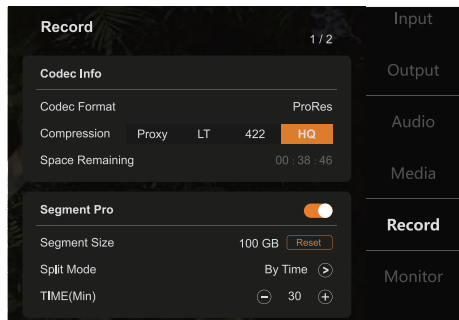 Record
1 / 2
Codec Info
Codec Format ProRes
Compression Proxy LT 422 HQ
Space Remaining 00 : 38 : 46
Segment Pro
Segment Size 100 GB Reset
Split Mode By Time >
TIME(Min) - 30 +
Input
Output
Audio
Media
Record
Monitor